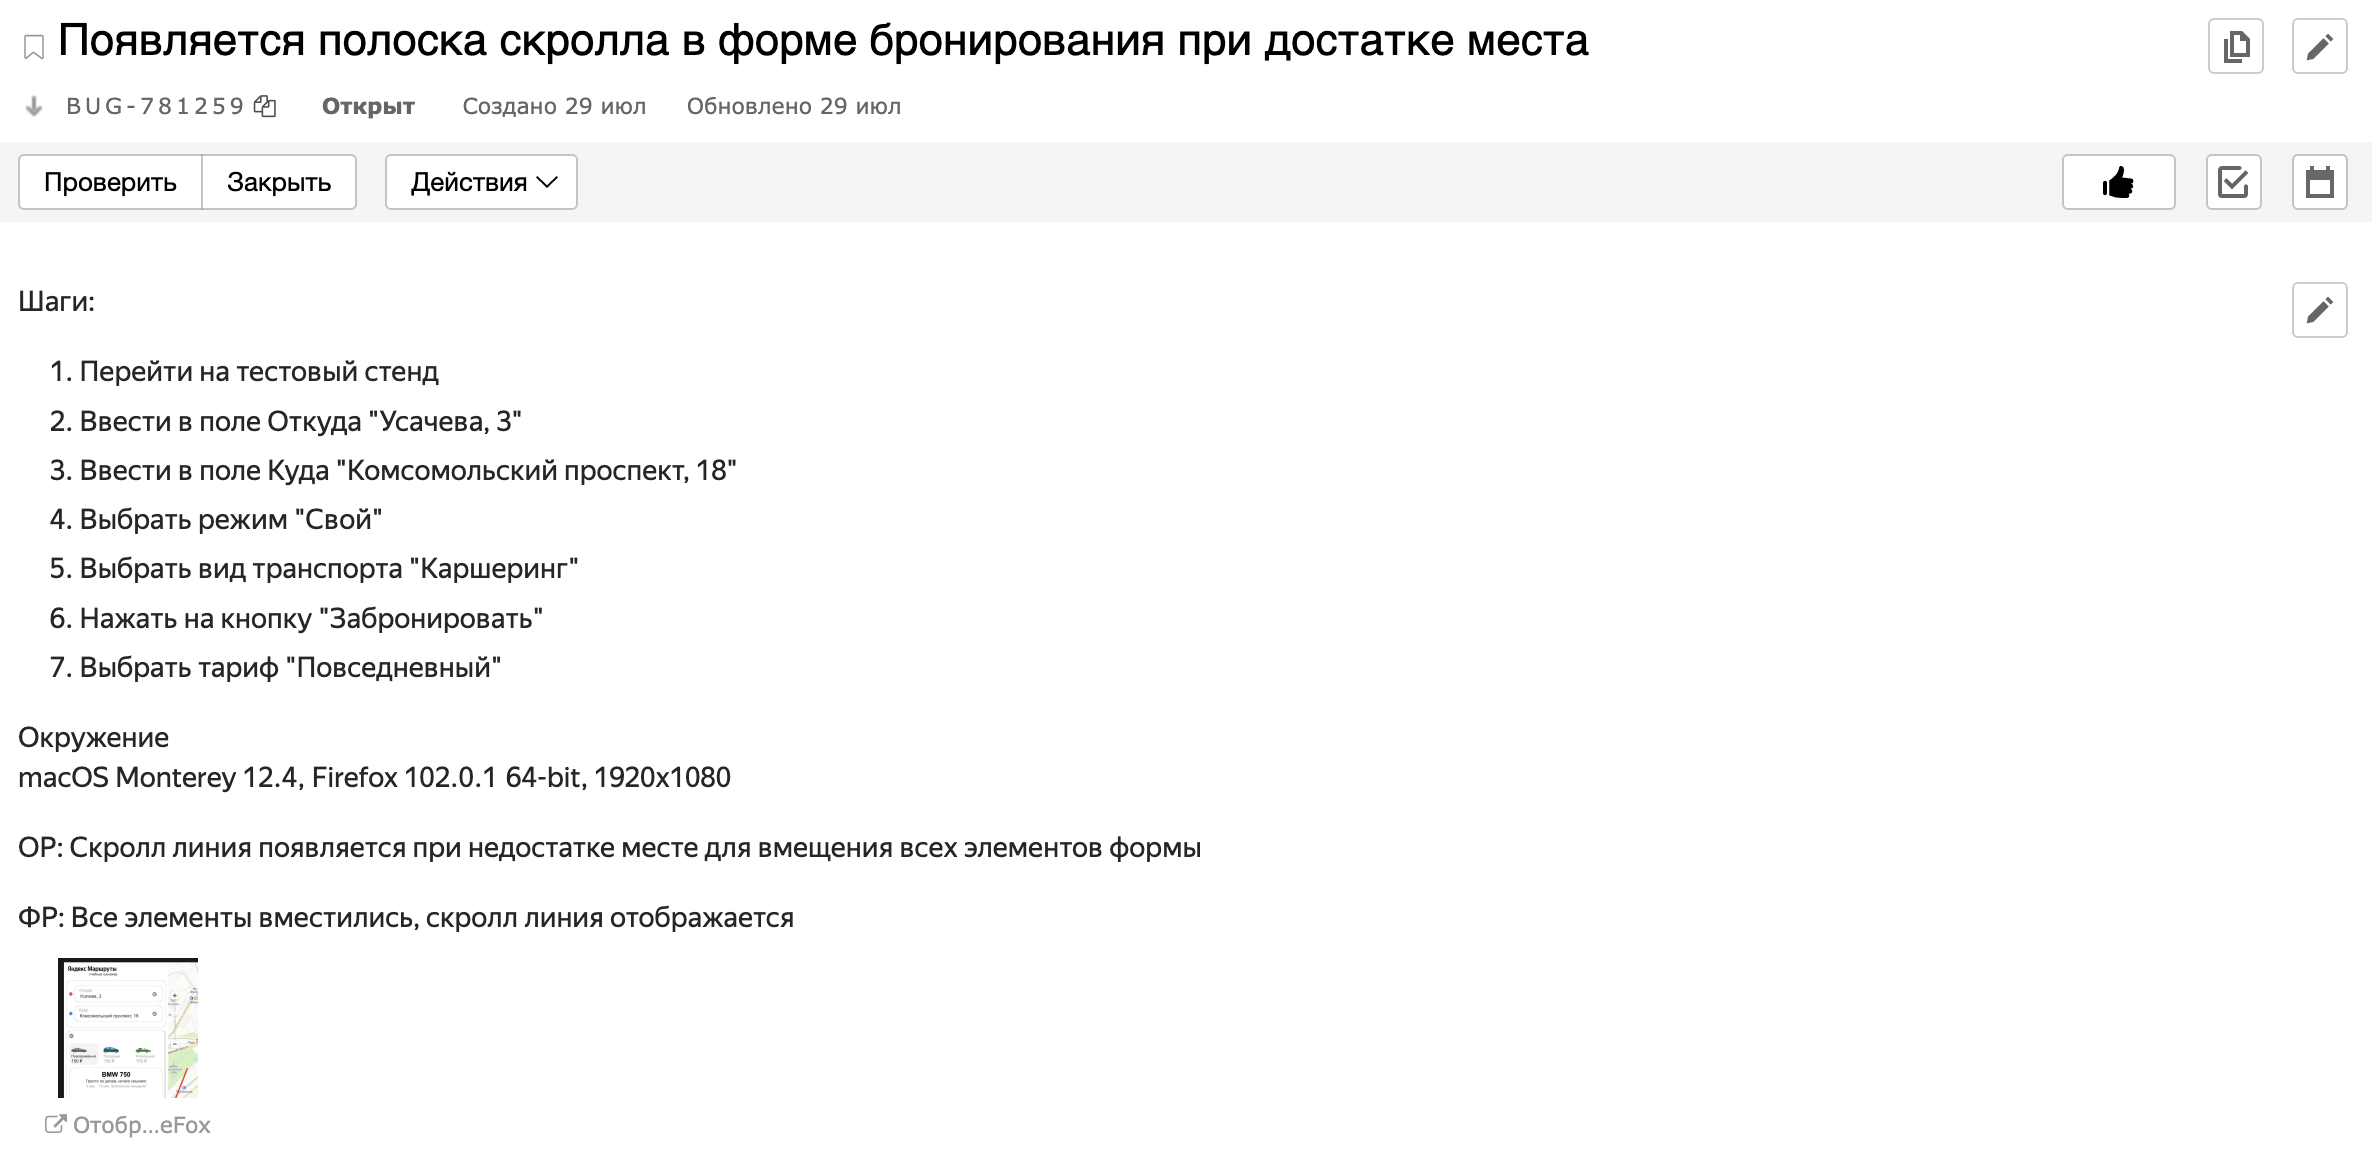 Появляется полоска скролла в форме бронирования при достатке места
BUG-781259 Открыт Создано 29 июл Обновлено 29 июл
Проверить Закрыть Действия
Шаги:
1. Перейти на тестовый стенд
2. Ввести в поле Откуда "Усачева, 3"
3. Ввести в поле Куда "Комсомольский проспект, 18"
4. Выбрать режим "Свой"
5. Выбрать вид транспорта "Каршеринг"
6. Нажать на кнопку "Забронировать"
7. Выбрать тариф "Повседневный"
Окружение
macOS Monterey 12.4, Firefox 102.0.1 64-bit, 1920x1080
ОР: Скролл линия появляется при недостатке месте для вмещения всех элементов формы
ФР: Все элементы вместились, скролл линия отображается
Яндекс Маршруты
Усачева, 3
Комсомольский проспект, 18
BMW 750
Отобр...eFox